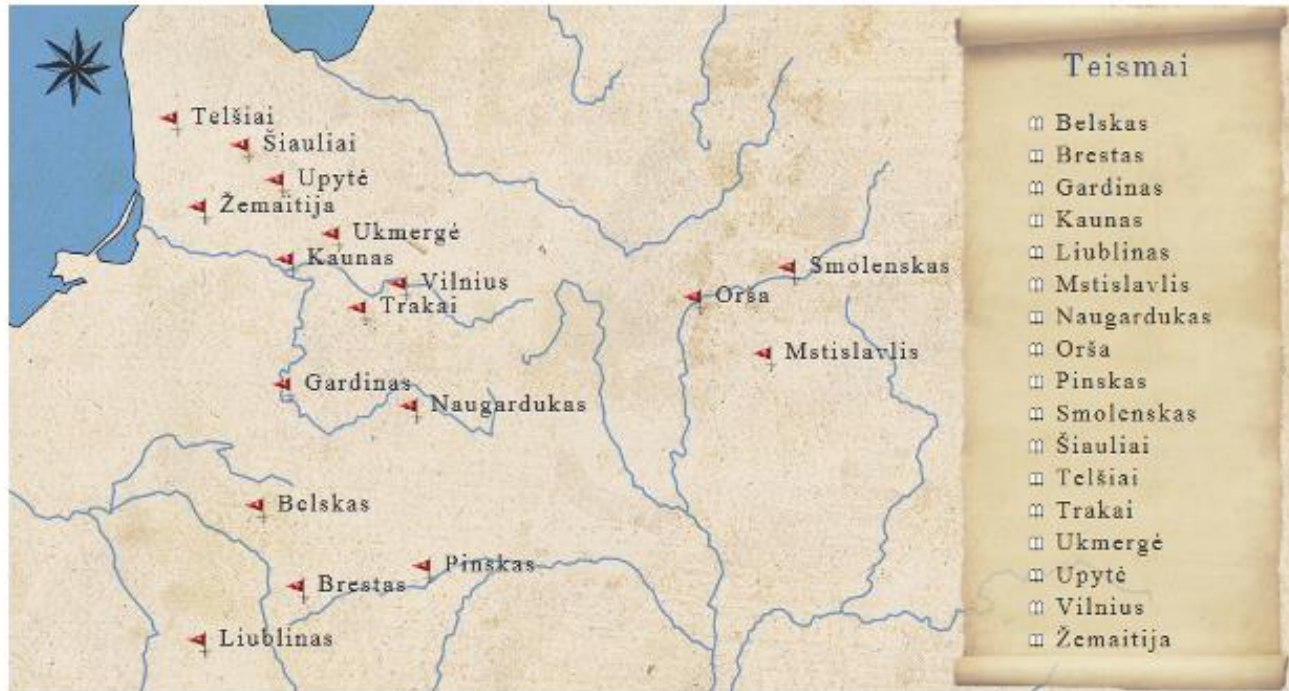 Telšiai
Šiauliai
Upytė
Žemaitija
Ukmergė
Kaunas
Vilnius
Trakai
Smolenskas
Orša
Mstislavlis
Gardinas
Naugardukas
Belskas
Pinskas
Brestas
Liublinas
Teismai
Belskas
Brestas
Gardinas
Kaunas
Liublinas
Mstislavlis
Naugardukas
Orša
Pinskas
Smolenskas
Šiauliai
Telšiai
Trakai
Ukmergė
Upytė
Vilnius
Žemaitija